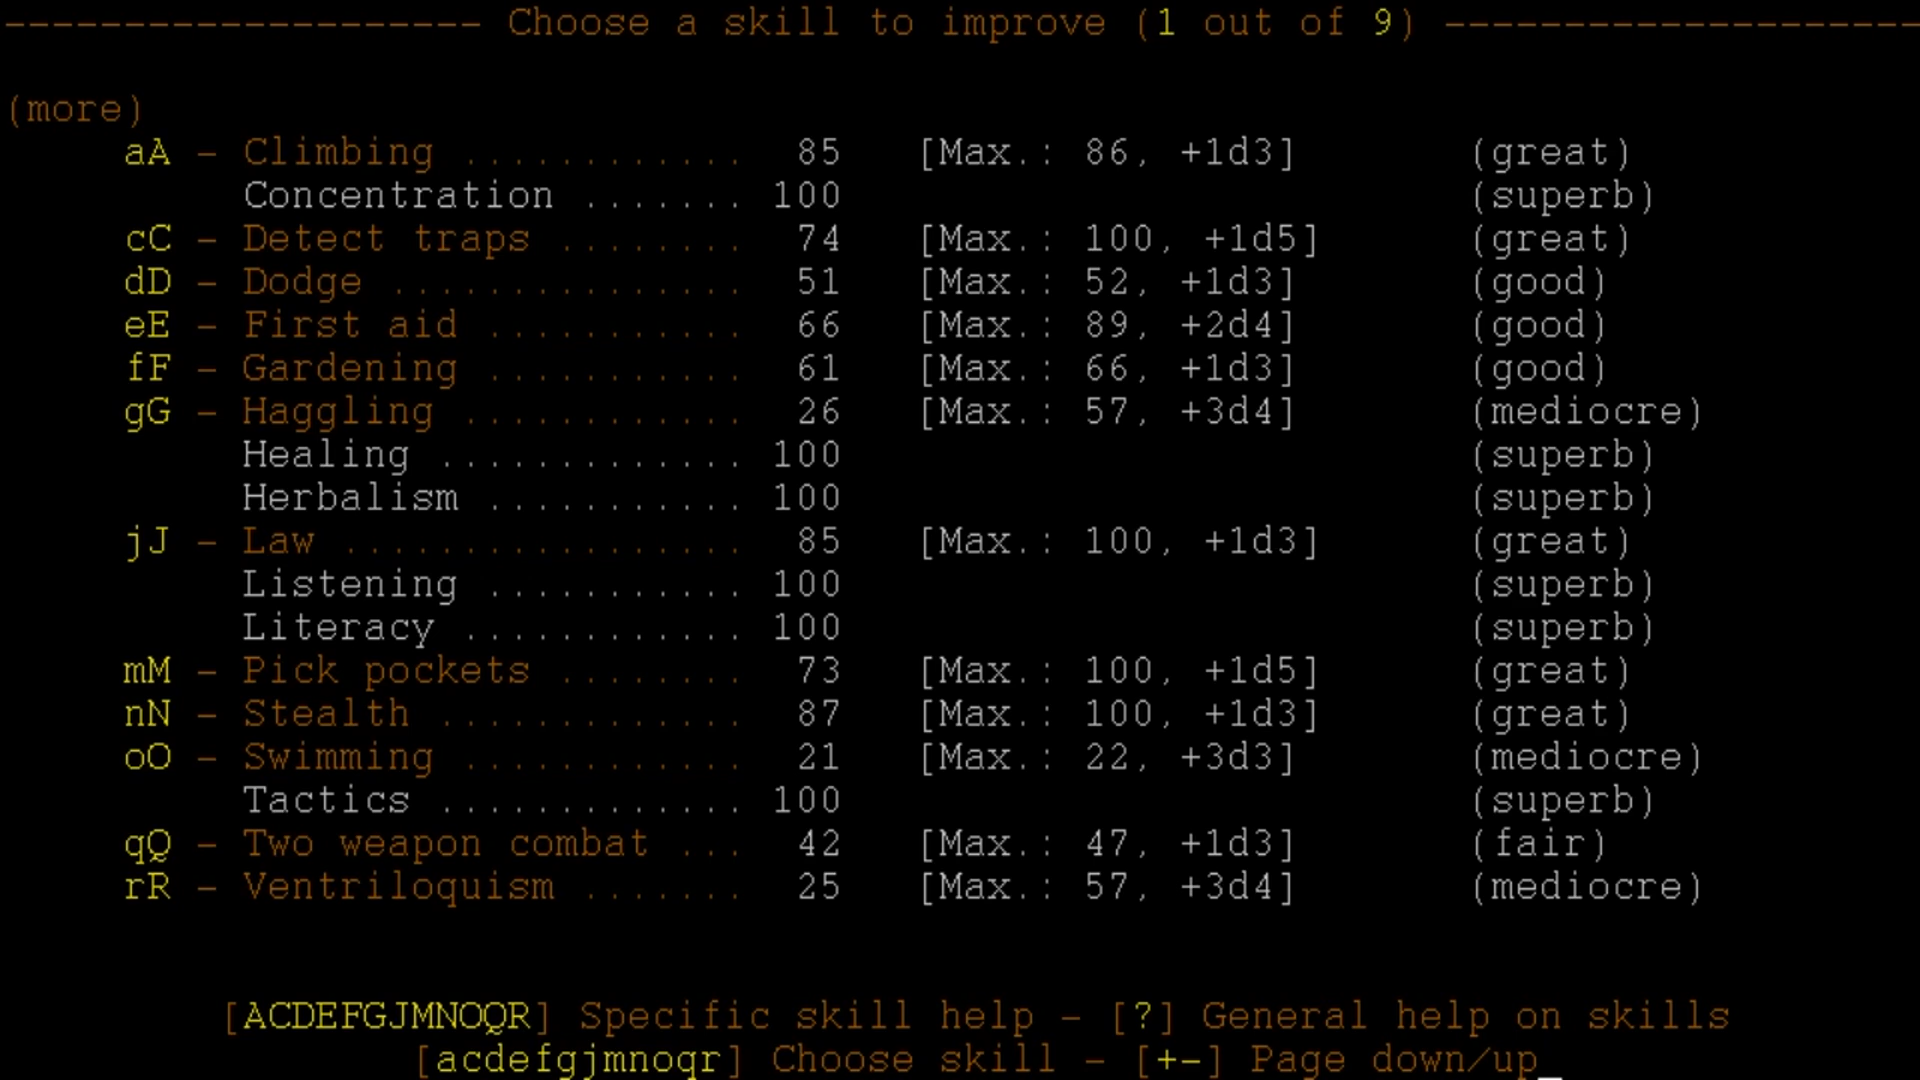 -------------------- Choose a skill to improve (1 out of 9) --------------------
(more)
aA - Climbing ............ 85 [Max.: 86, +1d3] (great)
Concentration ....... 100 (superb)
cC - Detect traps ........ 74 [Max.: 100, +1d5] (great)
dD - Dodge ............... 51 [Max.: 52, +1d3] (good)
eE - First aid ........... 66 [Max.: 89, +2d4] (good)
fF - Gardening ........... 61 [Max.: 66, +1d3] (good)
gG - Haggling ............ 26 [Max.: 57, +3d4] (mediocre)
Healing ............. 100 (superb)
Herbalism ........... 100 (superb)
jJ - Law ................. 85 [Max.: 100, +1d3] (great)
Listening ........... 100 (superb)
Literacy ............ 100 (superb)
mM - Pick pockets ........ 73 [Max.: 100, +1d5] (great)
nN - Stealth ............. 87 [Max.: 100, +1d3] (great)
oO - Swimming ............ 21 [Max.: 22, +3d3] (mediocre)
Tactics ............. 100 (superb)
qQ - Two weapon combat ... 42 [Max.: 47, +1d3] (fair)
rR - Ventriloquism ....... 25 [Max.: 57, +3d4] (mediocre)
[ACDEFGJMNOQR] Specific skill help - [?] General help on skills
[acdefgjmnoqr] Choose skill - [+-] Page down/up_